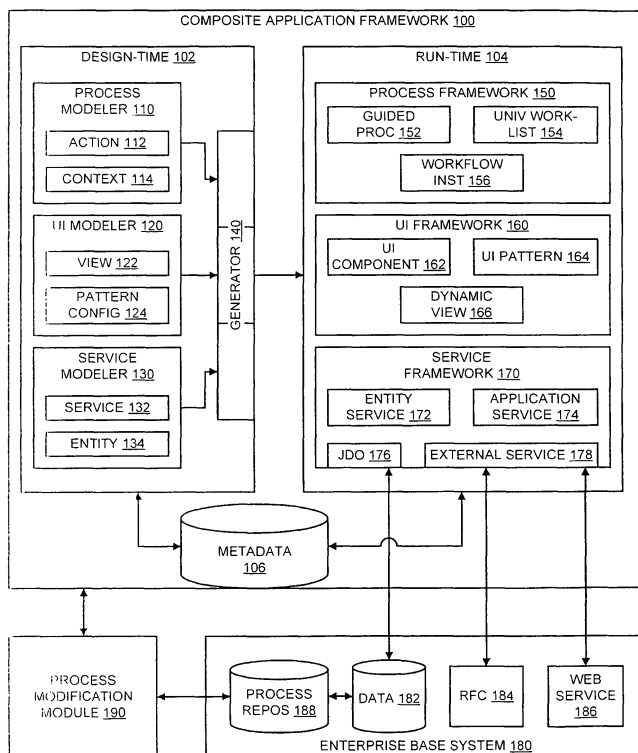 COMPOSITE APPLICATION FRAMEWORK 100
DESIGN-TIME 102
PROCESS
MODELER 110
ACTION 112
CONTEXT 114
UI MODELER 120
VIEW 122
PATTERN
CONFIG 124
SERVICE
MODELER 130
SERVICE 132
ENTITY 134
GENERATOR 140
RUN-TIME 104
PROCESS FRAMEWORK 150
GUIDED
PROC 152
UNIV WORK-
LIST 154
WORKFLOW
INST 156
UI FRAMEWORK 160
UI
COMPONENT 162
UI PATTERN 164
DYNAMIC
VIEW 166
SERVICE
FRAMEWORK 170
ENTITY
SERVICE 172
APPLICATION
SERVICE 174
JDO 176
EXTERNAL SERVICE 178
METADATA
106
PROCESS
MODIFICATION
MODULE 190
PROCESS
REPOS 188
DATA 182
RFC 184
WEB
SERVICE
186
ENTERPRISE BASE SYSTEM 180